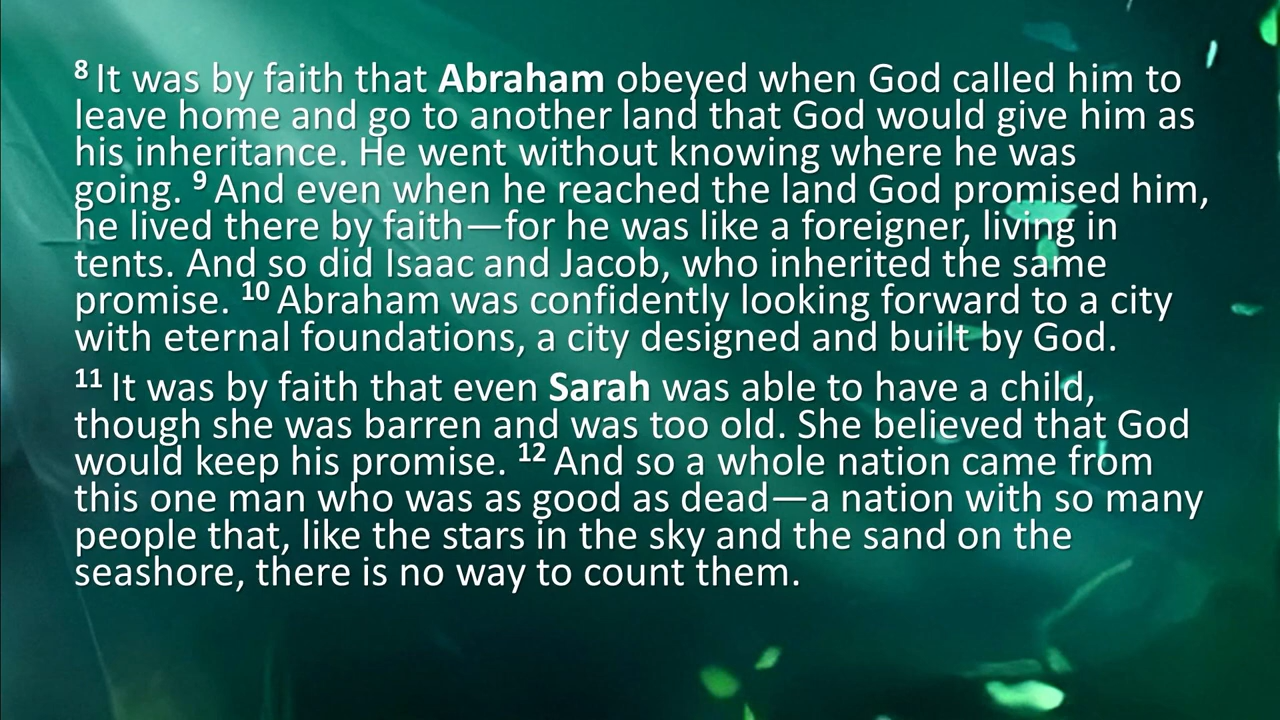 ⁸ It was by faith that Abraham obeyed when God called him to
leave home and go to another land that God would give him as
his inheritance. He went without knowing where he was
going. ⁹ And even when he reached the land God promised him,
he lived there by faith—for he was like a foreigner, living in
tents. And so did Isaac and Jacob, who inherited the same
promise. ¹⁰ Abraham was confidently looking forward to a city
with eternal foundations, a city designed and built by God.
¹¹ It was by faith that even Sarah was able to have a child,
though she was barren and was too old. She believed that God
would keep his promise. ¹² And so a whole nation came from
this one man who was as good as dead—a nation with so many
people that, like the stars in the sky and the sand on the
seashore, there is no way to count them.